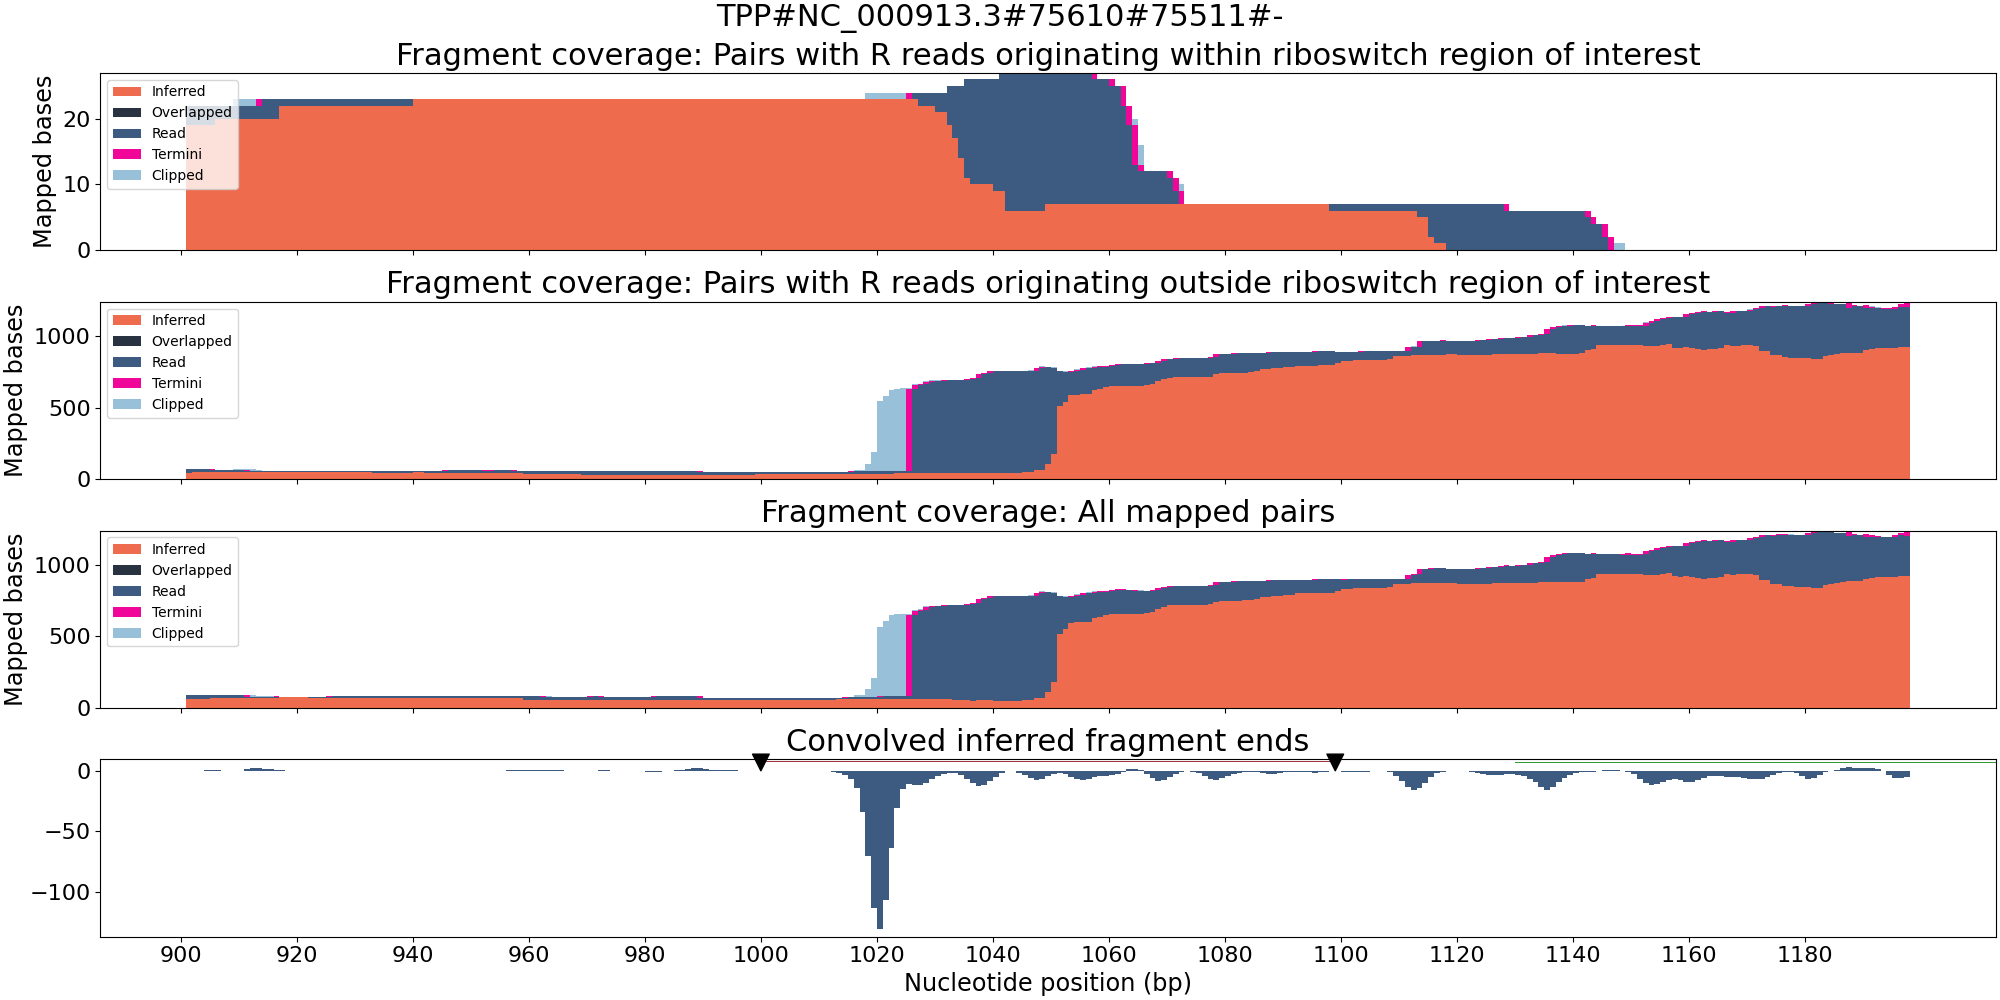 TPP#NC_000913.3#75610#75511#-
Fragment coverage: Pairs with R reads originating within riboswitch region of interest
Mapped bases
20
10
0
Inferred
Overlapped
Read
Termini
Clipped
Fragment coverage: Pairs with R reads originating outside riboswitch region of interest
Mapped bases
1000
500
0
Inferred
Overlapped
Read
Termini
Clipped
Fragment coverage: All mapped pairs
Mapped bases
1000
500
0
Inferred
Overlapped
Read
Termini
Clipped
Convolved inferred fragment ends
0
−50
−100
900 920 940 960 980 1000 1020 1040 1060 1080 1100 1120 1140 1160 1180
Nucleotide position (bp)